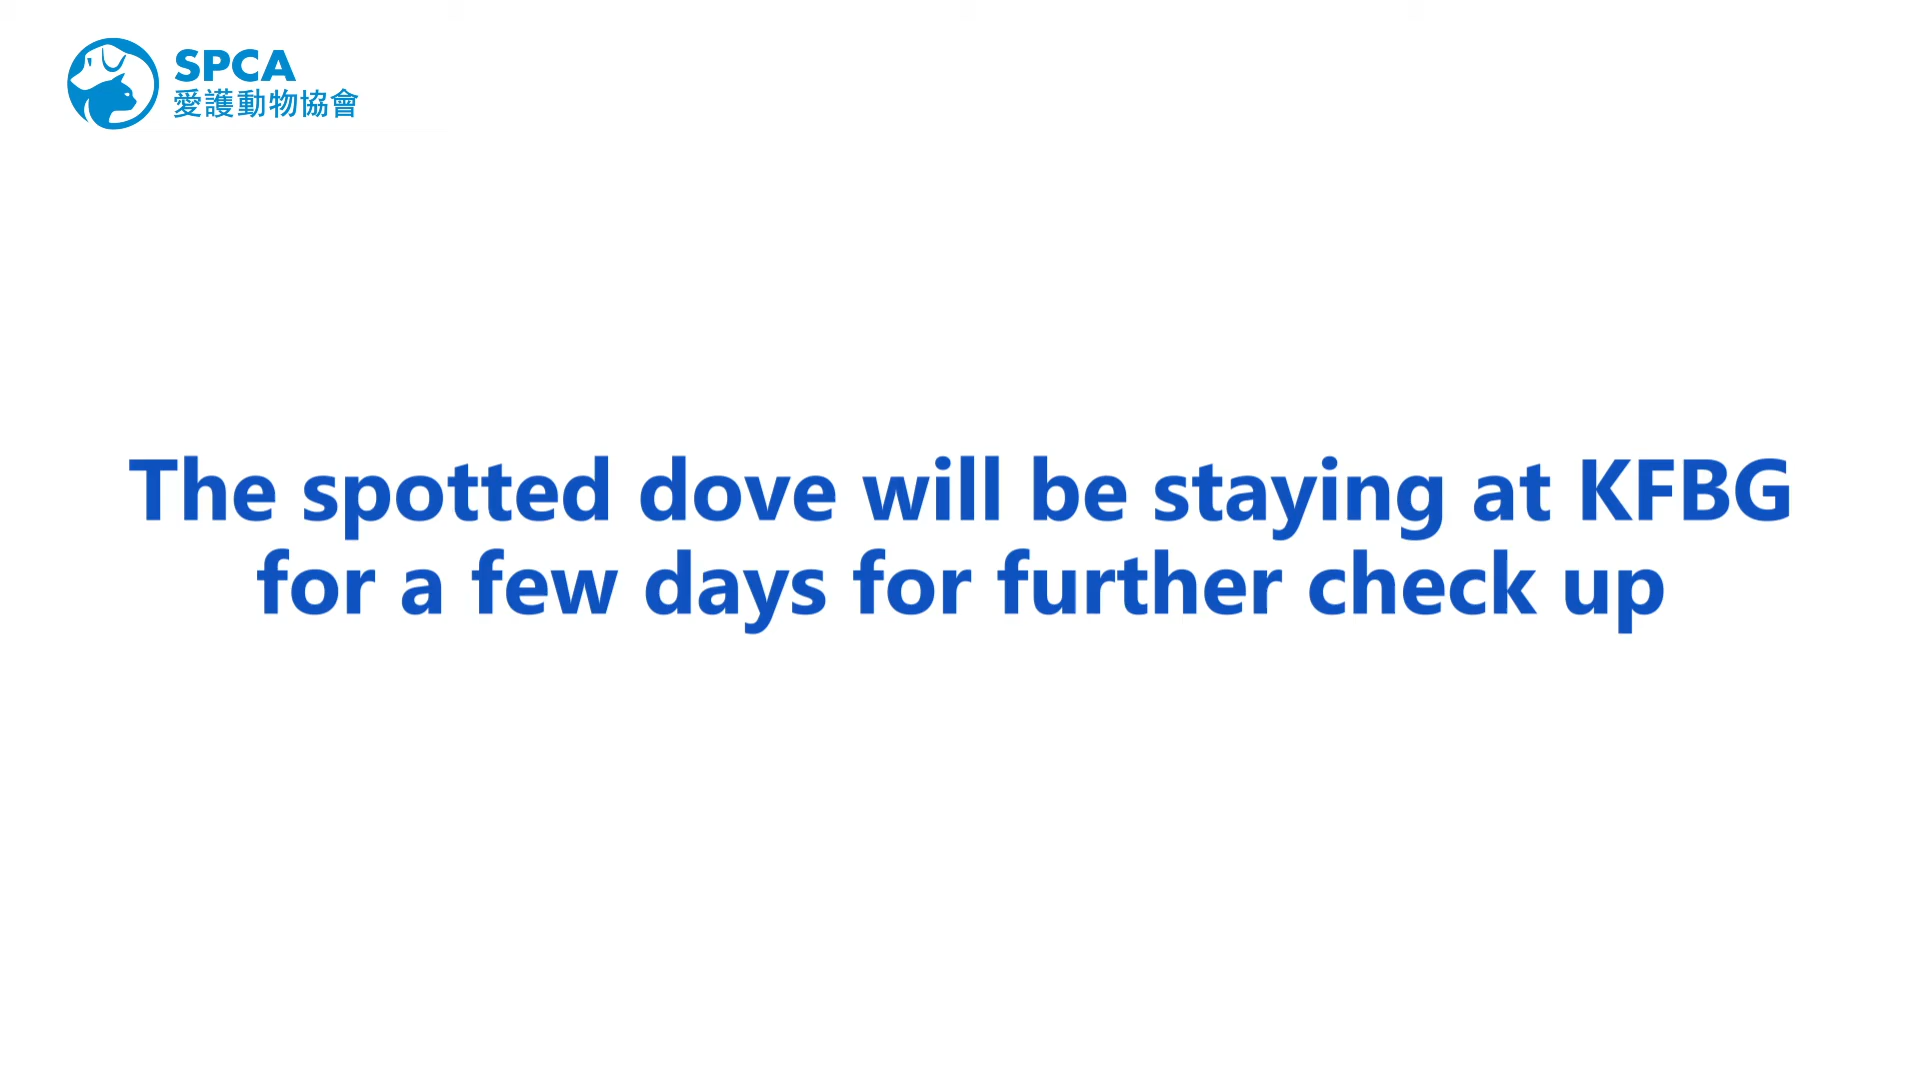 SPCA
愛護動物協會
The spotted dove will be staying at KFBG
for a few days for further check up